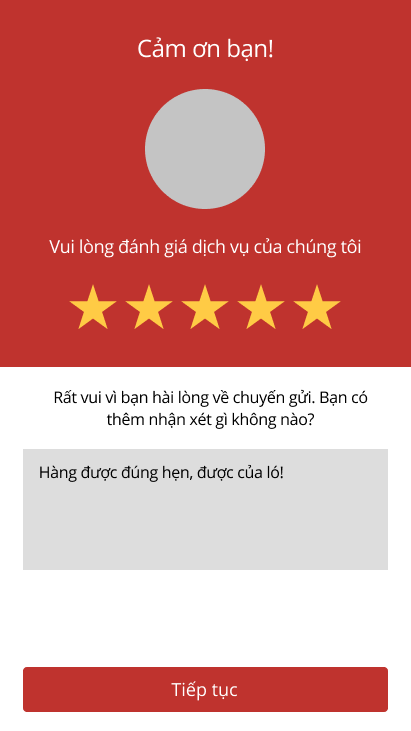 Cảm ơn bạn!
Vui lòng đánh giá dịch vụ của chúng tôi
Rất vui vì bạn hài lòng về chuyến gửi. Bạn có
thêm nhận xét gì không nào?
Hàng được đúng hẹn, được của ló!
Tiếp tục